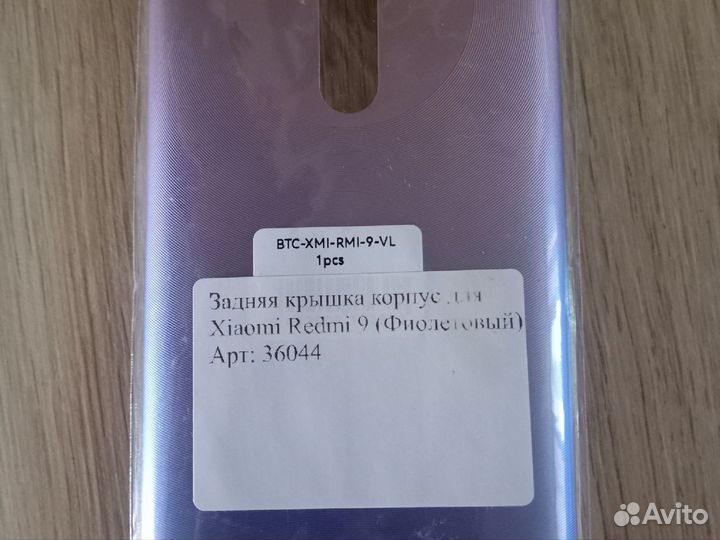 BTC-XMI-RMI-9-VL
1pcs
Задняя крышка корпус для
Xiaomi Redmi 9 (Фиолетовый)
Арт: 36044
Avito